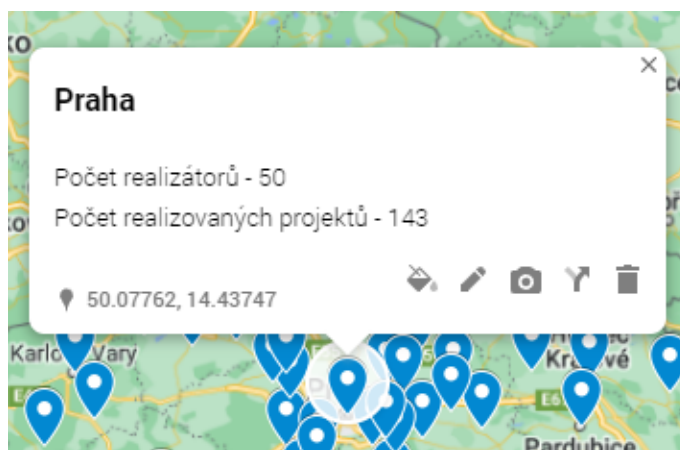 Praha
Počet realizátorů - 50
Počet realizovaných projektů - 143
50.07762, 14.43747
Karlovy Vary
Pardubice